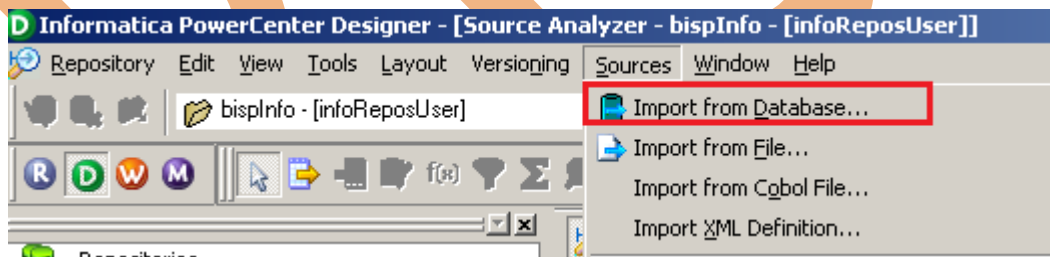 D Informatica PowerCenter Designer - [Source Analyzer - bispInfo - [infoReposUser]]
Repository Edit View Tools Layout Versioning Sources Window Help
bispInfo - [infoReposUser]
Import from Database...
Import from File...
R D W M f(x)
Import from Cobol File...
Import XML Definition...
Repositories